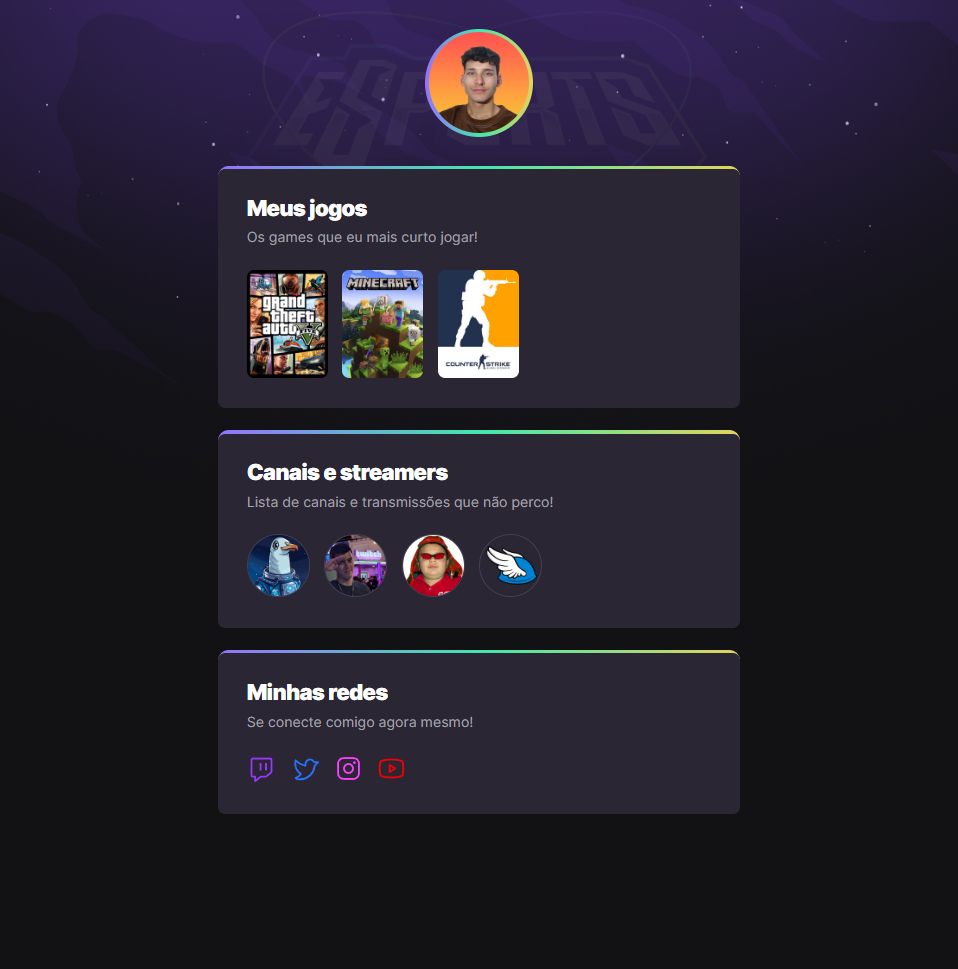 ESPORTS
Meus jogos
Os games que eu mais curto jogar!
grand
theft
auto
V
MINECRAFT
COUNTER STRIKE
Canais e streamers
Lista de canais e transmissões que não perco!
twitch
Minhas redes
Se conecte comigo agora mesmo!